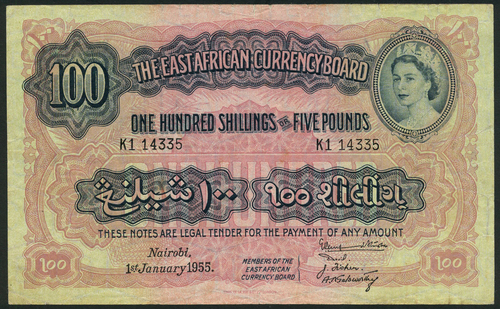 100
THE EAST AFRICAN CURRENCY BOARD
ONE HUNDRED SHILLINGS OR FIVE POUNDS
K1 14335 K1 14335
١٠٠ شيلينغ ૧૦૦ શીલીંગ
THESE NOTES ARE LEGAL TENDER FOR THE PAYMENT OF ANY AMOUNT
Nairobi,
1st January 1955.
MEMBERS OF THE
EAST AFRICAN
CURRENCY BOARD
100 100